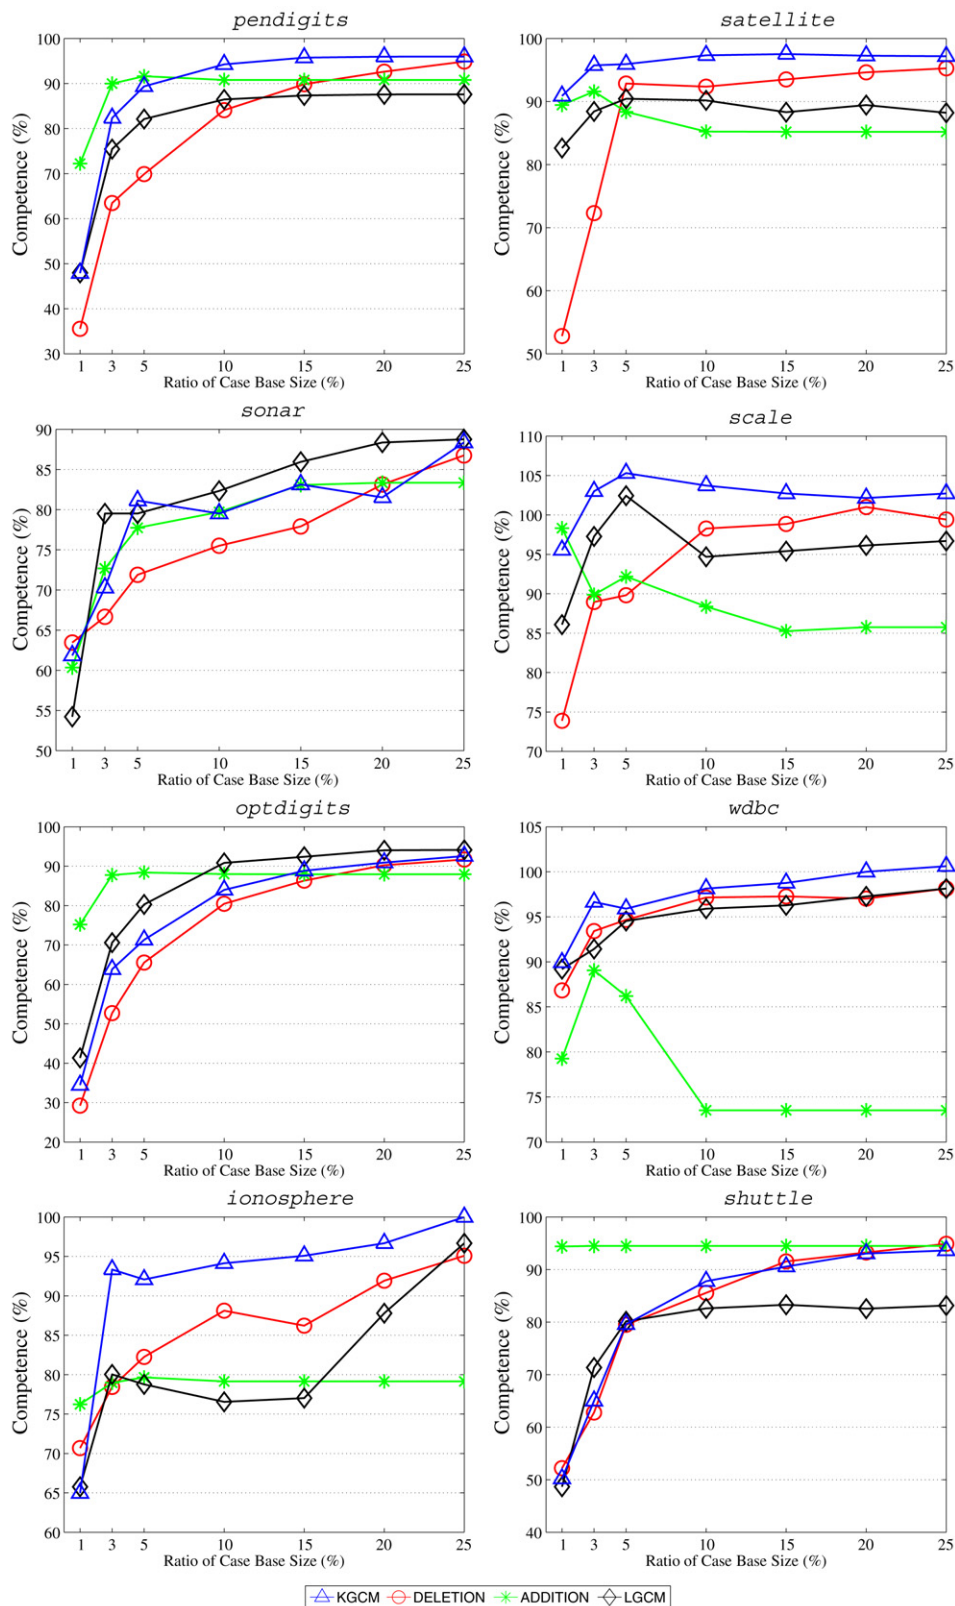 pendigits
100
90
80
70
60
50
40
30
Competence (%)
1 3 5 10 15 20 25
Ratio of Case Base Size (%)
satellite
100
90
80
70
60
50
Competence (%)
1 3 5 10 15 20 25
Ratio of Case Base Size (%)
sonar
90
85
80
75
70
65
60
55
50
Competence (%)
1 3 5 10 15 20 25
Ratio of Case Base Size (%)
scale
110
105
100
95
90
85
80
75
70
Competence (%)
1 3 5 10 15 20 25
Ratio of Case Base Size (%)
optdigits
100
90
80
70
60
50
40
30
20
Competence (%)
1 3 5 10 15 20 25
Ratio of Case Base Size (%)
wdbc
105
100
95
90
85
80
75
70
Competence (%)
1 3 5 10 15 20 25
Ratio of Case Base Size (%)
ionosphere
100
95
90
85
80
75
70
65
60
Competence (%)
1 3 5 10 15 20 25
Ratio of Case Base Size (%)
shuttle
100
90
80
70
60
50
40
Competence (%)
1 3 5 10 15 20 25
Ratio of Case Base Size (%)
KGCM DELETION ADDITION LGCM